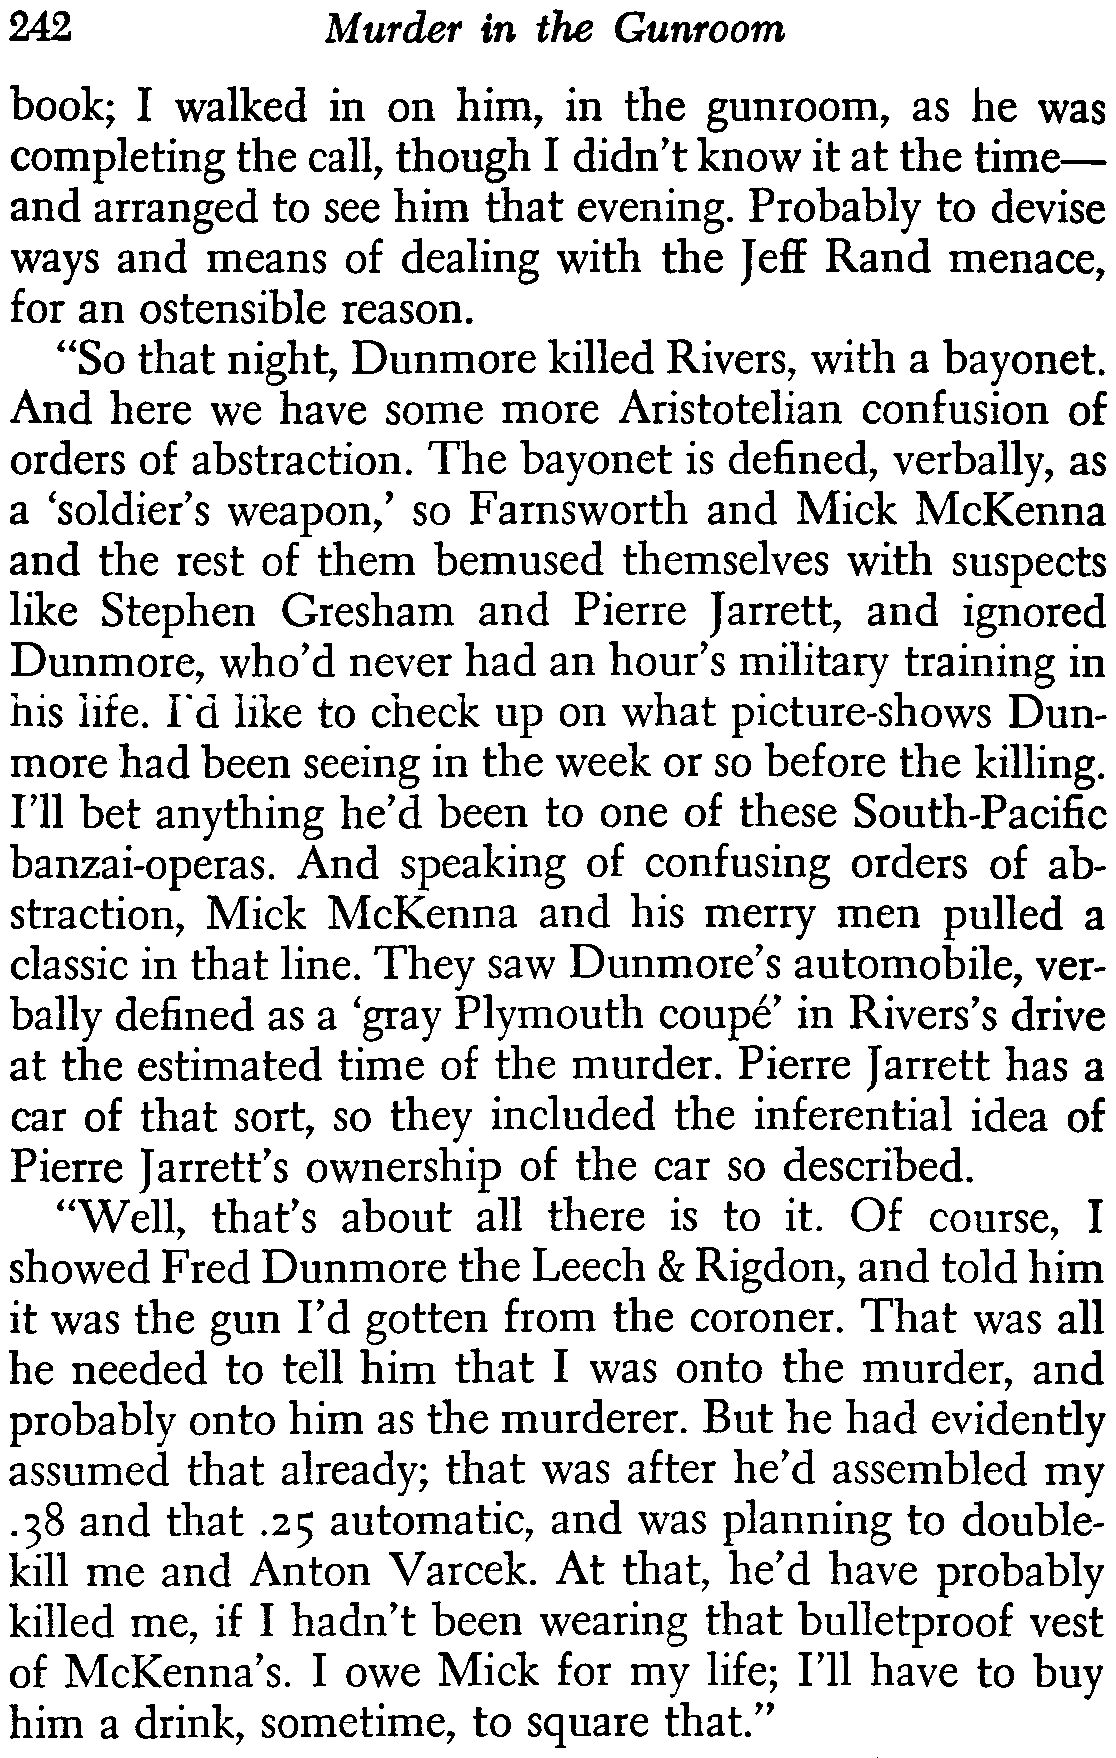 242 Murder in the Gunroom
book; I walked in on him, in the gunroom, as he was
completing the call, though I didn't know it at the time—
and arranged to see him that evening. Probably to devise
ways and means of dealing with the Jeff Rand menace,
for an ostensible reason.
“So that night, Dunmore killed Rivers, with a bayonet.
And here we have some more Aristotelian confusion of
orders of abstraction. The bayonet is defined, verbally, as
a ‘soldier’s weapon,’ so Farnsworth and Mick McKenna
and the rest of them bemused themselves with suspects
like Stephen Gresham and Pierre Jarrett, and ignored
Dunmore, who’d never had an hour’s military training in
his life. I’d like to check up on what picture-shows Dun-
more had been seeing in the week or so before the killing.
I’ll bet anything he’d been to one of these South-Pacific
banzai-operas. And speaking of confusing orders of ab-
straction, Mick McKenna and his merry men pulled a
classic in that line. They saw Dunmore’s automobile, ver-
bally defined as a ‘gray Plymouth coupé’ in Rivers’s drive
at the estimated time of the murder. Pierre Jarrett has a
car of that sort, so they included the inferential idea of
Pierre Jarrett’s ownership of the car so described.
“Well, that’s about all there is to it. Of course, I
showed Fred Dunmore the Leech & Rigdon, and told him
it was the gun I’d gotten from the coroner. That was all
he needed to tell him that I was onto the murder, and
probably onto him as the murderer. But he had evidently
assumed that already; that was after he’d assembled my
.38 and that .25 automatic, and was planning to double-
kill me and Anton Varcek. At that, he’d have probably
killed me, if I hadn’t been wearing that bulletproof vest
of McKenna’s. I owe Mick for my life; I’ll have to buy
him a drink, sometime, to square that.”